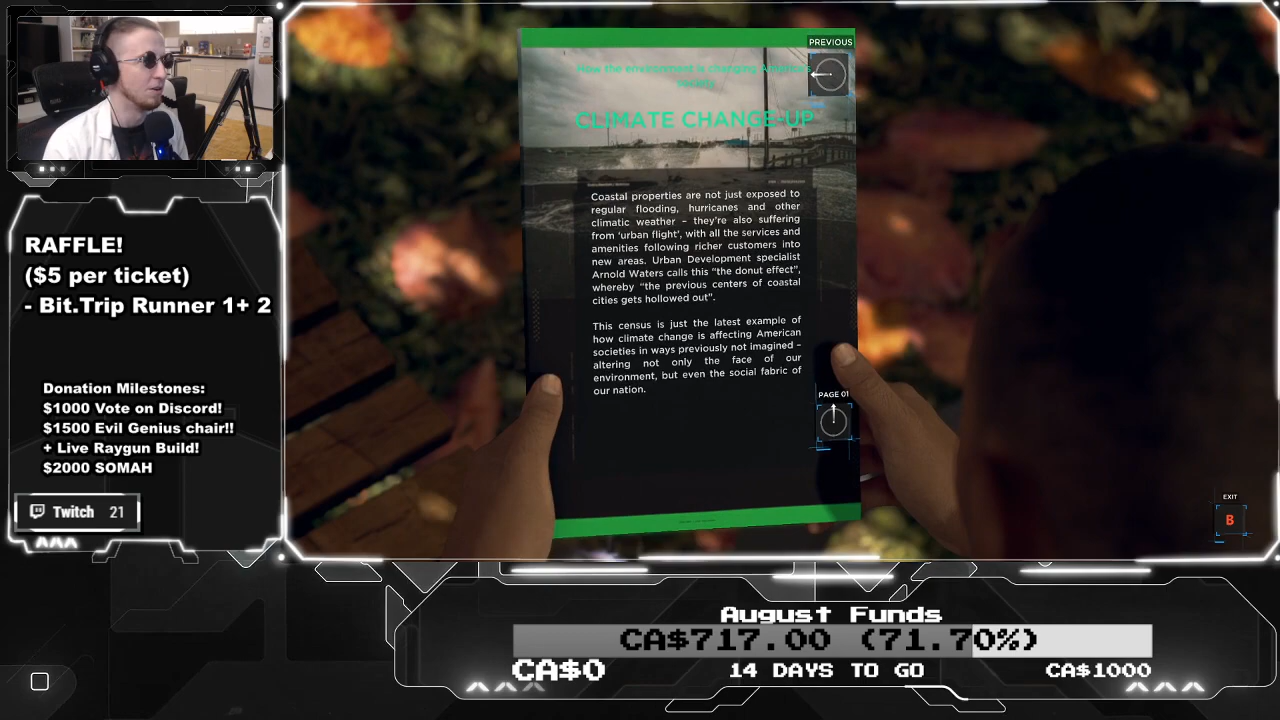 RAFFLE!
($5 per ticket)
- Bit.Trip Runner 1+ 2
Donation Milestones:
$1000 Vote on Discord!
$1500 Evil Genius chair!!
+ Live Raygun Build!
$2000 SOMAH
Twitch 21
PREVIOUS
How the environment is changing America's
society
CLIMATE CHANGE-UP
Coastal properties are not just exposed to
regular flooding, hurricanes and other
climatic weather – they're also suffering
from 'urban flight', with all the services and
amenities following richer customers into
new areas. Urban Development specialist
Arnold Waters calls this "the donut effect",
whereby "the previous centers of coastal
cities gets hollowed out".
This census is just the latest example of
how climate change is affecting American
societies in ways previously not imagined –
altering not only the face of our
environment, but even the social fabric of
our nation.
PAGE 01
EXIT
B
August Funds
CA$717.00 (71.70%)
CA$0
14 DAYS TO GO
CA$1000